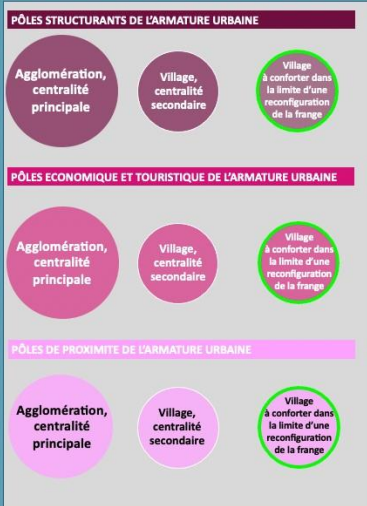 PÔLES STRUCTURANTS DE L'ARMATURE URBAINE
Agglomération,
centralité
principale
Village,
centralité
secondaire
Village
à conforter dans
la limite d'une
reconfiguration
de la frange
PÔLES ECONOMIQUE ET TOURISTIQUE DE L'ARMATURE URBAINE
Agglomération,
centralité
principale
Village,
centralité
secondaire
Village
à conforter dans
la limite d'une
reconfiguration
de la frange
PÔLES DE PROXIMITE DE L'ARMATURE URBAINE
Agglomération,
centralité
principale
Village,
centralité
secondaire
Village
à conforter dans
la limite d'une
reconfiguration
de la frange